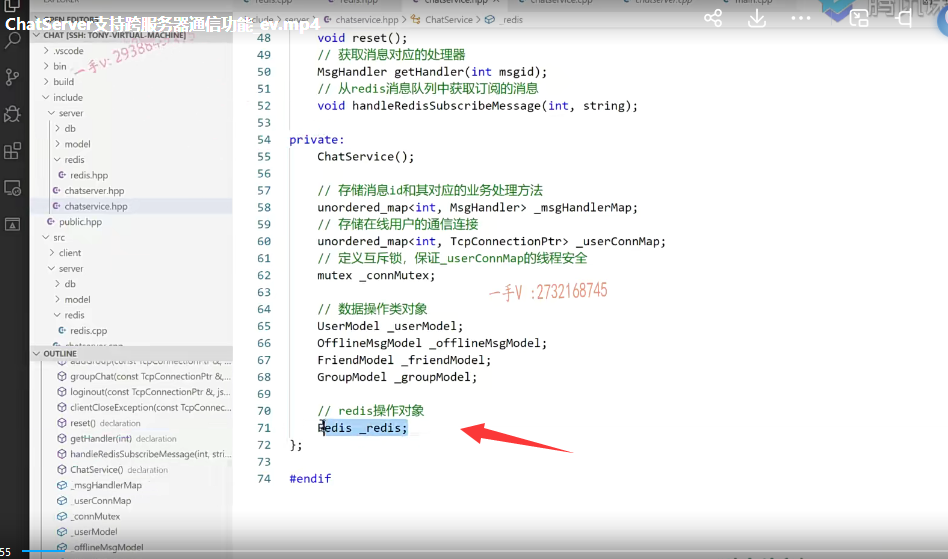 ChatServer支持跨服务器通信功能_ev.mp4
CHAT [SSH: TONY-VIRTUAL-MACHINE]
.vscode
bin
build
include
server
db
model
redis
redis.hpp
chatserver.hpp
chatservice.hpp
public.hpp
src
client
server
db
model
redis
redis.cpp
chatserver.cpp
OUTLINE
groupChat(const TcpConnectionPtr &,...
loginout(const TcpConnectionPtr &, js...
clientCloseException(const TcpConnec...
reset() declaration
getHandler(int) declaration
handleRedisSubscribeMessage(int, stri...
ChatService() declaration
_msgHandlerMap
_userConnMap
_connMutex
_userModel
_offlineMsgModel
chatservice.hpp > ChatService > _redis
48 void reset();
49 // 获取消息对应的处理器
50 MsgHandler getHandler(int msgid);
51 // 从redis消息队列中获取订阅的消息
52 void handleRedisSubscribeMessage(int, string);
53
54 private:
55 ChatService();
56
57 // 存储消息id和其对应的业务处理方法
58 unordered_map<int, MsgHandler> _msgHandlerMap;
59 // 存储在线用户的通信连接
60 unordered_map<int, TcpConnectionPtr> _userConnMap;
61 // 定义互斥锁，保证_userConnMap的线程安全
62 mutex _connMutex;
63
一手V :2732168745
64 // 数据操作类对象
65 UserModel _userModel;
66 OfflineMsgModel _offlineMsgModel;
67 FriendModel _friendModel;
68 GroupModel _groupModel;
69
70 // redis操作对象
71 Redis _redis;
72 };
73
74 #endif
55